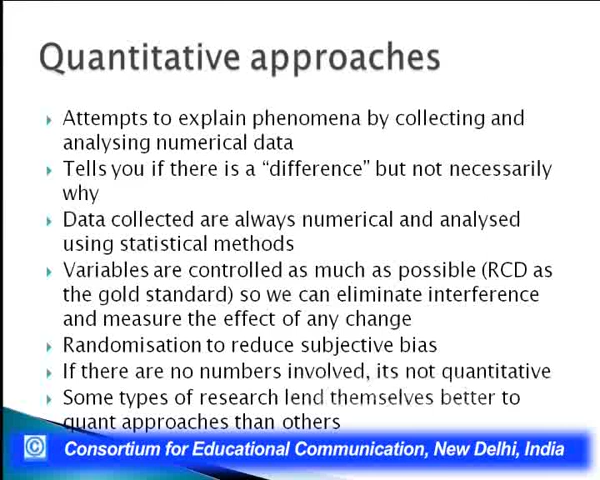 Quantitative approaches
Attempts to explain phenomena by collecting and
analysing numerical data
Tells you if there is a “difference” but not necessarily
why
Data collected are always numerical and analysed
using statistical methods
Variables are controlled as much as possible (RCD as
the gold standard) so we can eliminate interference
and measure the effect of any change
Randomisation to reduce subjective bias
If there are no numbers involved, its not quantitative
Some types of research lend themselves better to
quant approaches than others
© Consortium for Educational Communication, New Delhi, India